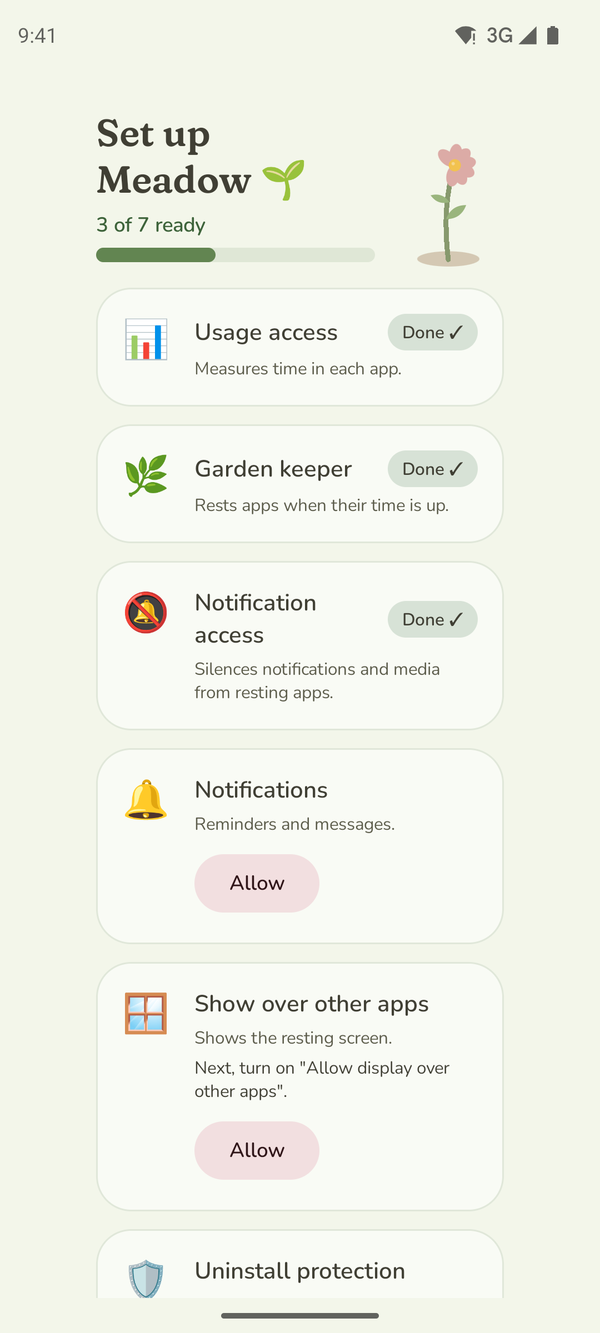 9:41
3G
Set up
Meadow 🌱
3 of 7 ready
Usage access
Done ✓
Measures time in each app.
Garden keeper
Done ✓
Rests apps when their time is up.
Notification
access
Done ✓
Silences notifications and media
from resting apps.
Notifications
Reminders and messages.
Allow
Show over other apps
Shows the resting screen.
Next, turn on "Allow display over
other apps".
Allow
Uninstall protection